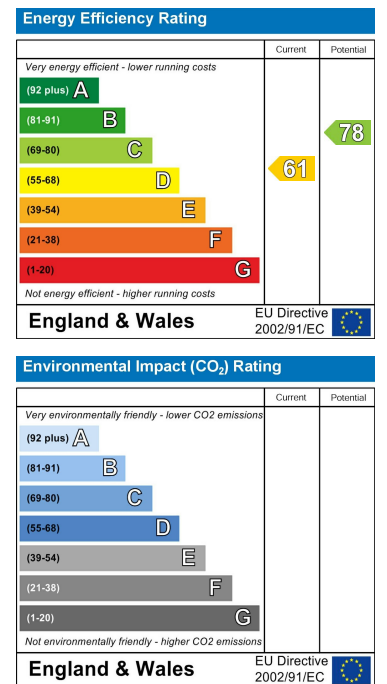 Energy Efficiency Rating
Current Potential
Very energy efficient - lower running costs
(92 plus) A
(81-91) B
(69-80) C
(55-68) D
(39-54) E
(21-38) F
(1-20) G
61
78
Not energy efficient - higher running costs
England & Wales
EU Directive
2002/91/EC
Environmental Impact (CO₂) Rating
Current Potential
Very environmentally friendly - lower CO2 emissions
(92 plus) A
(81-91) B
(69-80) C
(55-68) D
(39-54) E
(21-38) F
(1-20) G
Not environmentally friendly - higher CO2 emissions
England & Wales
EU Directive
2002/91/EC